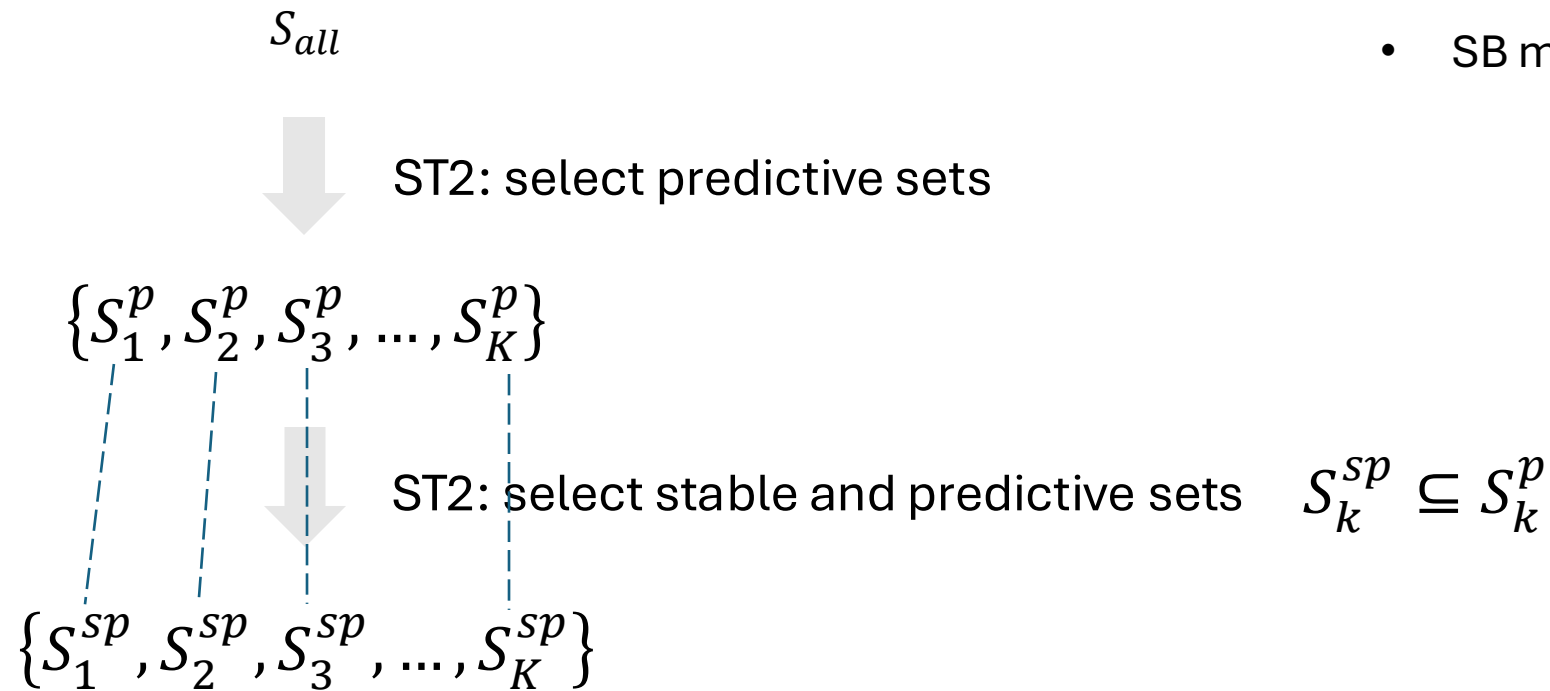 S_all
• SB m
ST2: select predictive sets
{S_1^p, S_2^p, S_3^p, ..., S_K^p}
ST2: select stable and predictive sets S_k^sp ⊆ S_k^p
{S_1^sp, S_2^sp, S_3^sp, ..., S_K^sp}